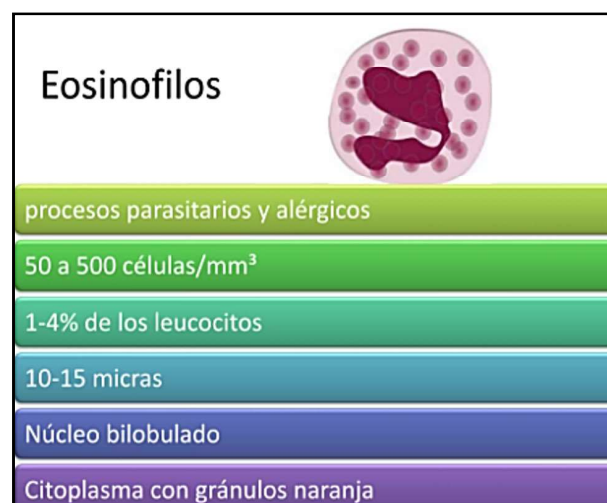 Eosinofilos
procesos parasitarios y alérgicos
50 a 500 células/mm³
1-4% de los leucocitos
10-15 micras
Núcleo bilobulado
Citoplasma con gránulos naranja